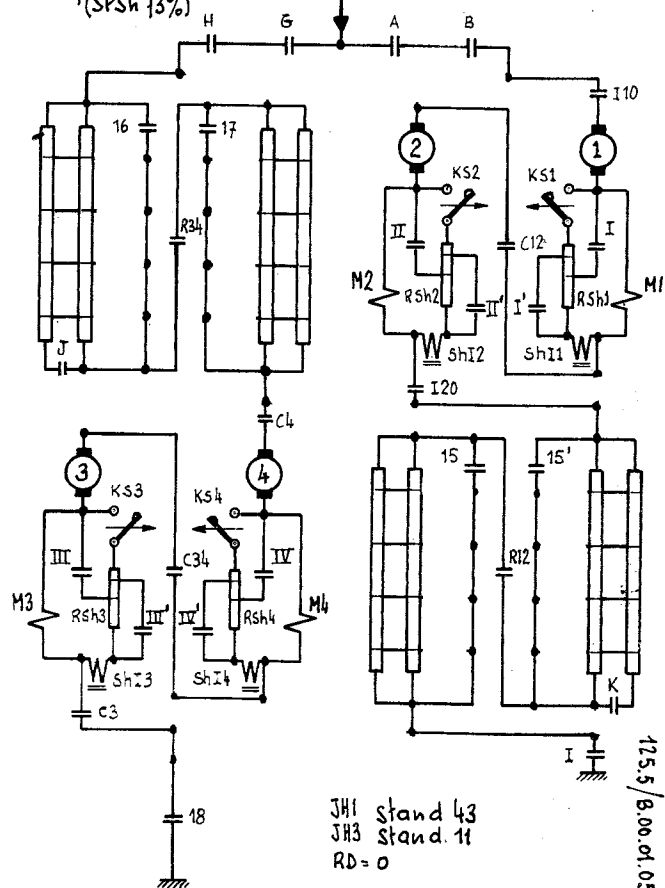 (SPSh 13%)
H
G
A
B
I10
16
17
2
1
KS2
KS1
II
I
R34
C12
M2
RSh2
II'
I'
RSh1
M1
J
ShI2
ShI1
I20
C4
3
4
15
15'
KS3
KS4
III
C34
IV
R12
M3
RSh3
III'
IV'
RSh4
M4
ShI3
ShI4
K
C3
I
18
JH1 stand 43
JH3 stand. 11
RD = 0
125.5/B.00.01.05